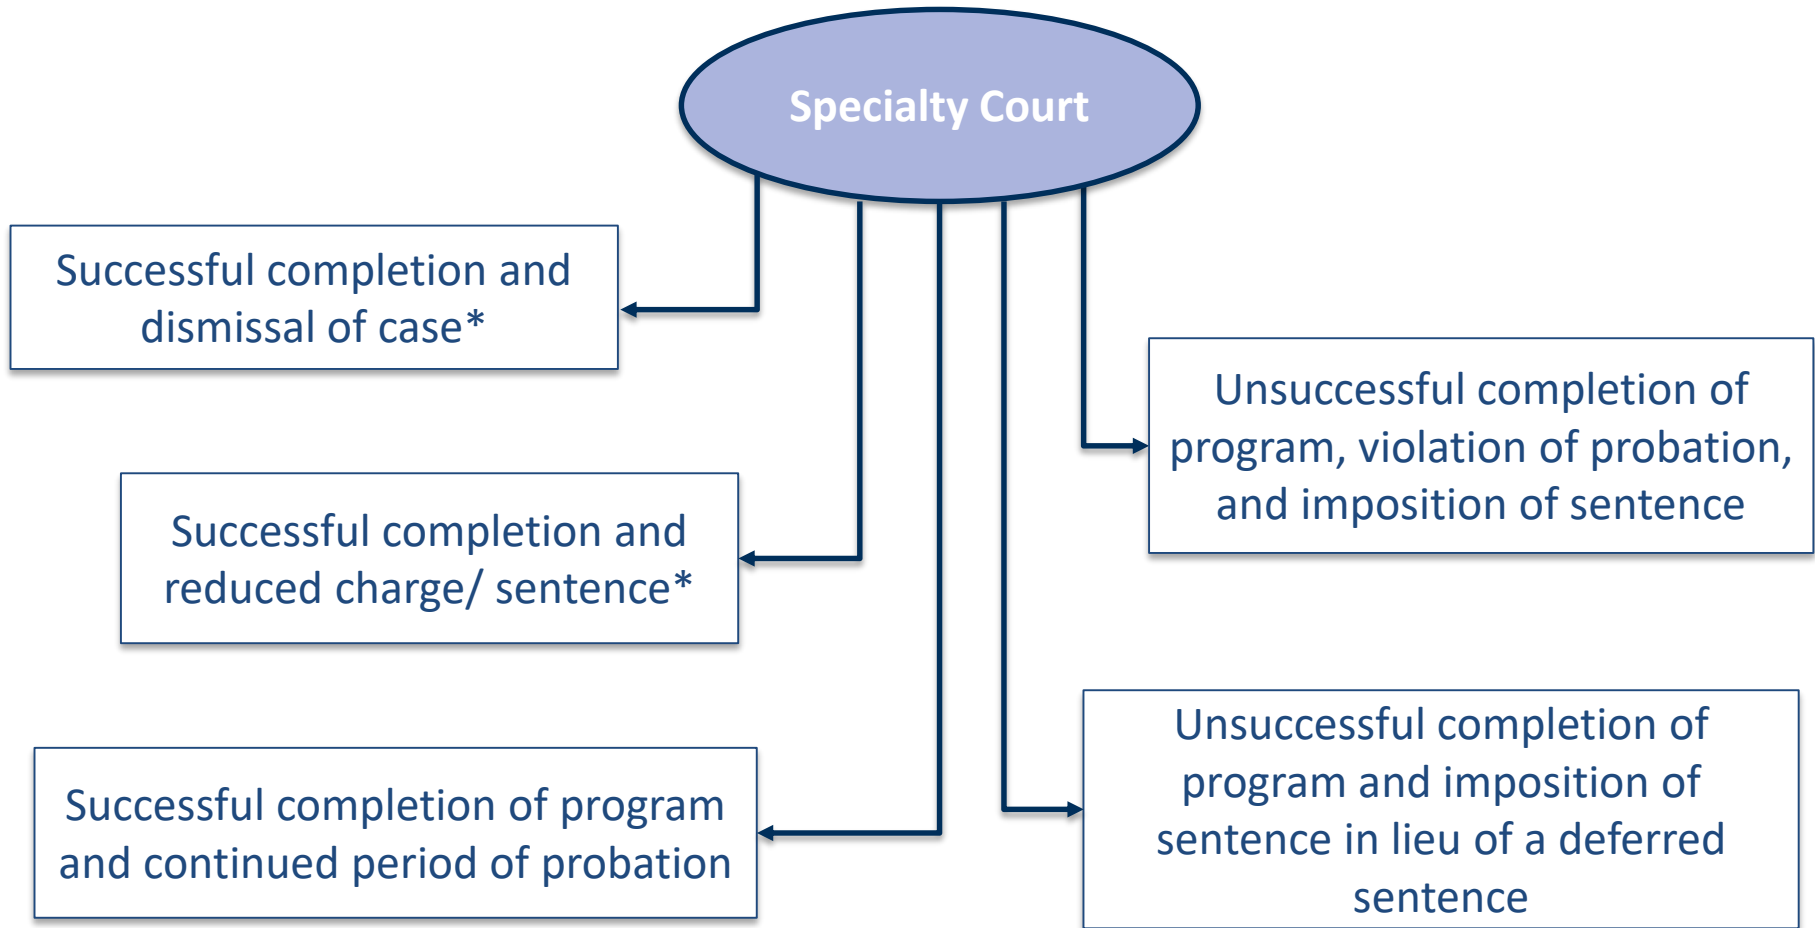 Specialty Court
Successful completion and
dismissal of case*
Successful completion and
reduced charge/ sentence*
Successful completion of program
and continued period of probation
Unsuccessful completion of
program, violation of probation,
and imposition of sentence
Unsuccessful completion of
program and imposition of
sentence in lieu of a deferred
sentence